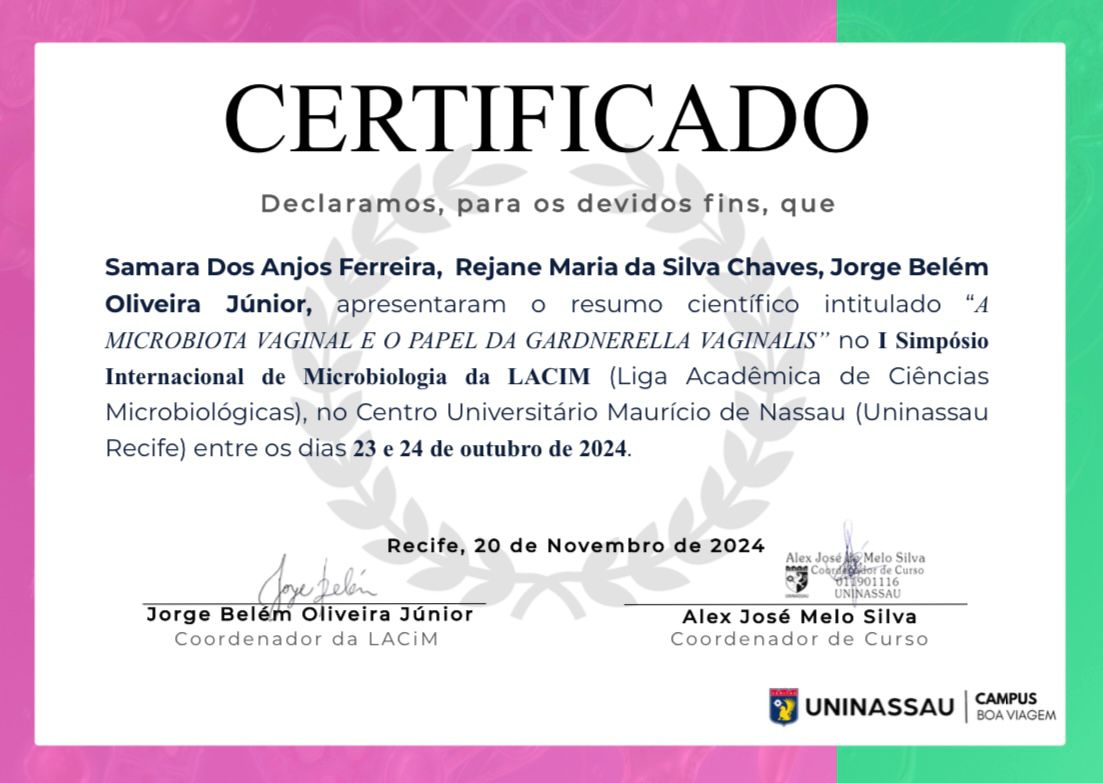 CERTIFICADO
Declaramos, para os devidos fins, que
Samara Dos Anjos Ferreira, Rejane Maria da Silva Chaves, Jorge Belém
Oliveira Júnior, apresentaram o resumo científico intitulado “A
MICROBIOTA VAGINAL E O PAPEL DA GARDNERELLA VAGINALIS” no I Simpósio
Internacional de Microbiologia da LACIM (Liga Acadêmica de Ciências
Microbiológicas), no Centro Universitário Maurício de Nassau (Uninassau
Recife) entre os dias 23 e 24 de outubro de 2024.
Recife, 20 de Novembro de 2024
Jorge Belém
Jorge Belém Oliveira Júnior
Coordenador da LACiM
Alex José de Melo Silva
Coordenador de Curso
011901116
UNINASSAU
Alex José Melo Silva
Coordenador de Curso
UNINASSAU
CAMPUS
BOA VIAGEM